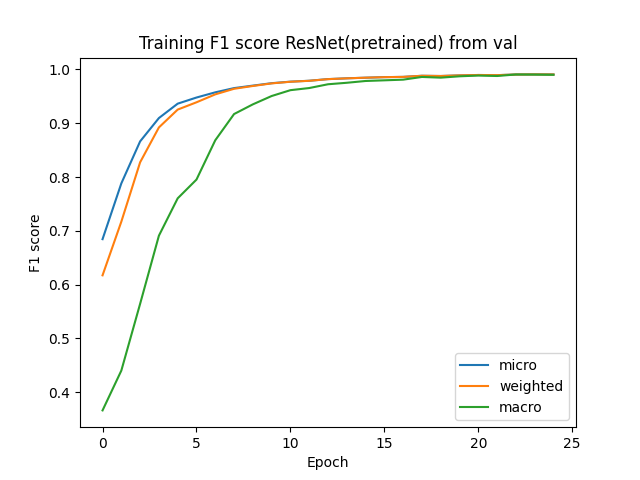 Training F1 score ResNet(pretrained) from val
1.0
0.9
0.8
0.7
0.6
0.5
0.4
F1 score
0 5 10 15 20 25
Epoch
micro
weighted
macro